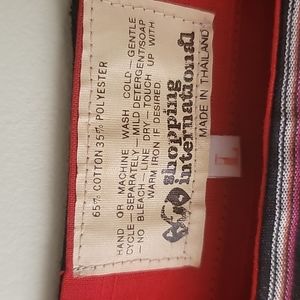 shopping
international
MADE IN THAILAND
65% COTTON 35% POLYESTER
HAND OR MACHINE WASH COLD GENTLE
CYCLE—SEPARATELY—MILD DETERGENT/SOAP
—NO BLEACH—LINE DRY—TOUCH UP WITH
WARM IRON IF DESIRED
L